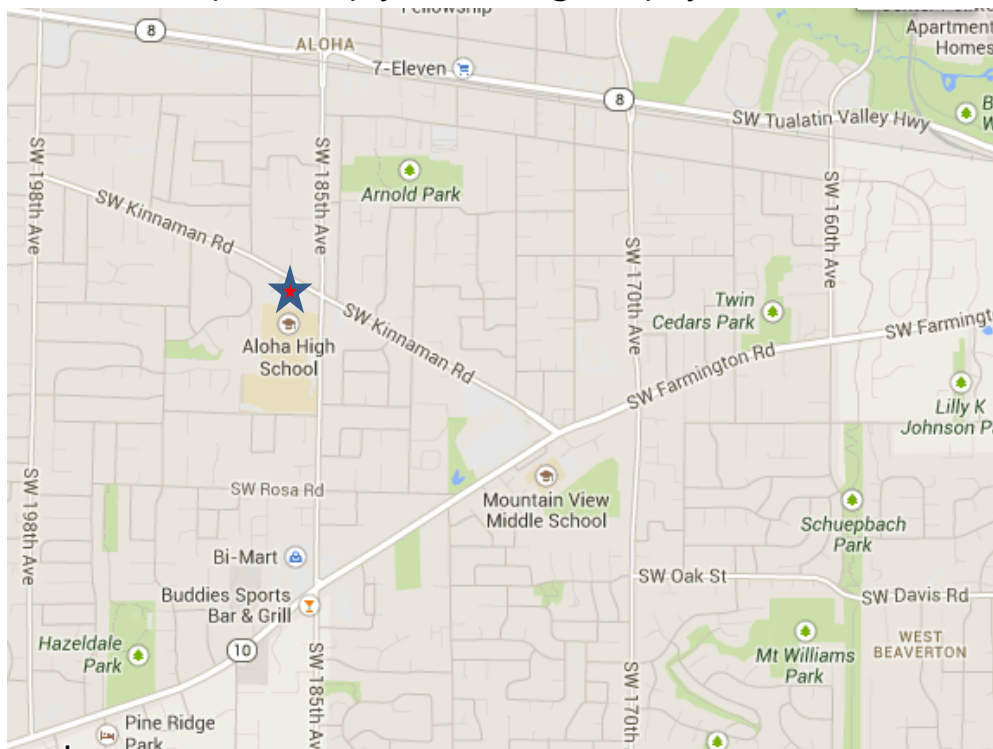 8
ALOHA
7-Eleven
Apartment
Homes
8
SW Tualatin Valley Hwy
SW 198th Ave
SW 185th Ave
Arnold Park
SW Kinnaman Rd
SW 160th Ave
SW 170th Ave
Twin
Cedars Park
SW Farmingt
SW Kinnaman Rd
Aloha High
School
SW Farmington Rd
Lilly K
Johnson P
SW 198th Ave
SW Rosa Rd
Mountain View
Middle School
Schuepbach
Park
Bi-Mart
SW Oak St
SW Davis Rd
Buddies Sports
Bar & Grill
Hazeldale
Park
10
SW 185th Av
SW 170th
Mt Williams
Park
WEST
BEAVERTON
Pine Ridge
Park